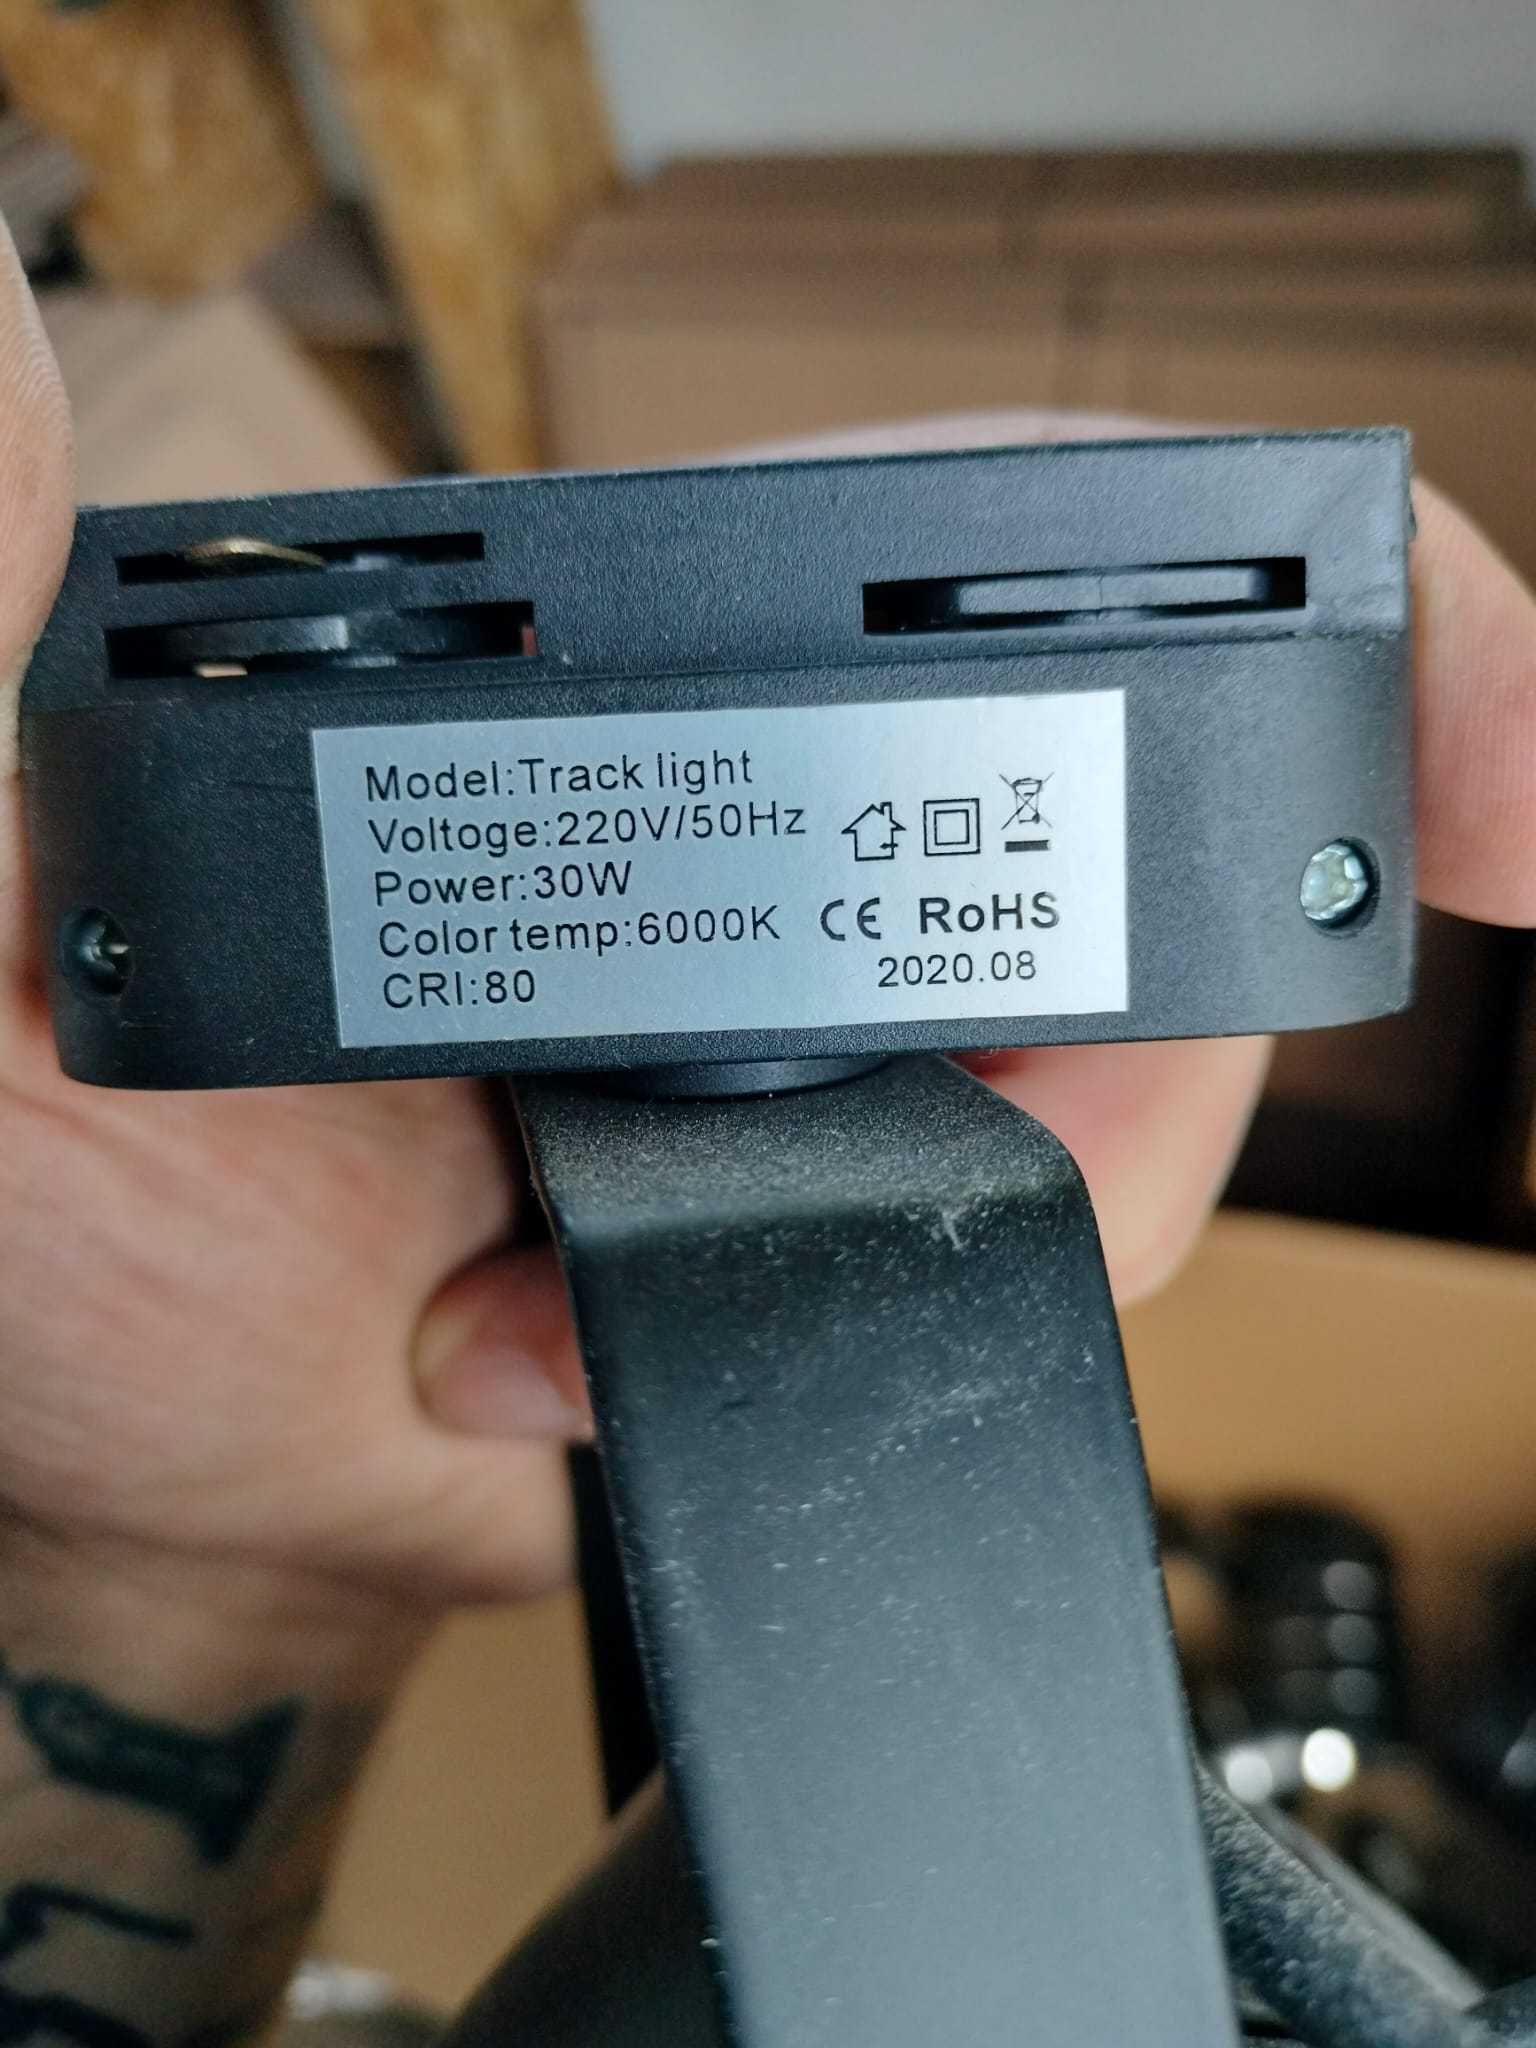 Model:Track light
Voltoge:220V/50Hz
Power:30W
Color temp:6000K
CRI:80
CE RoHS
2020.08